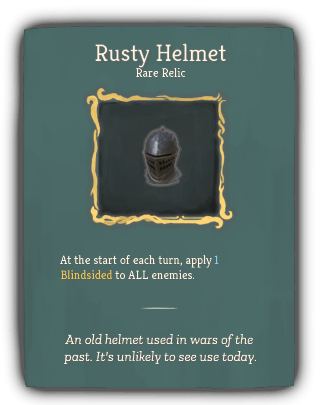 Rusty Helmet
Rare Relic
At the start of each turn, apply 1
Blindsided to ALL enemies.
An old helmet used in wars of the
past. It's unlikely to see use today.